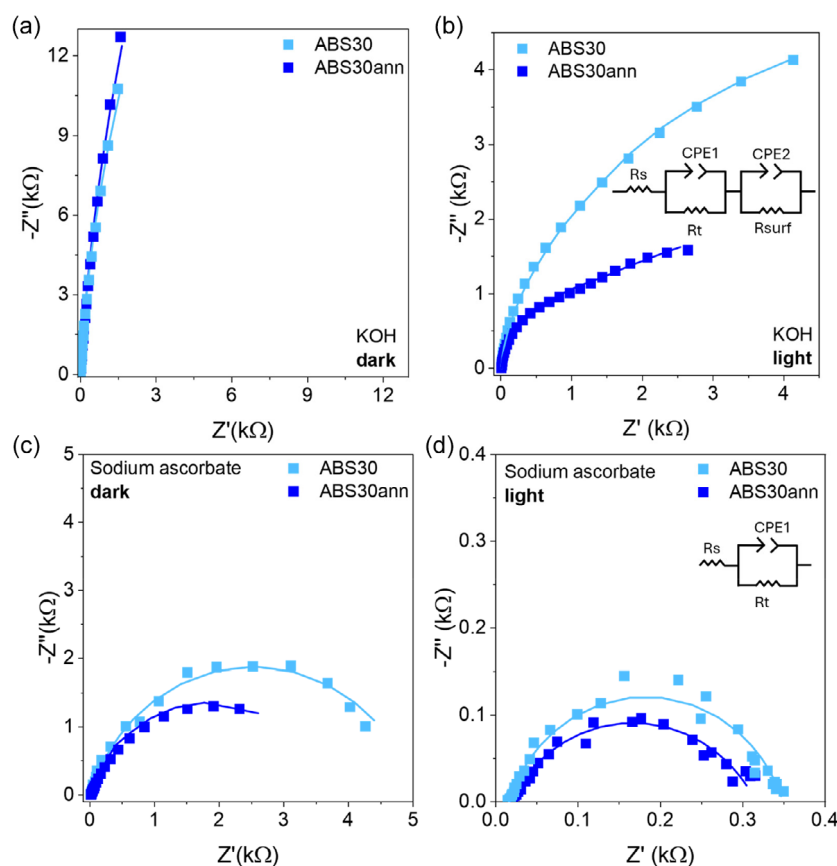 (a)
ABS30
ABS30ann
12
9
6
3
0
-Z''(kΩ)
KOH
dark
0 3 6 9 12
Z'(kΩ)
(b)
ABS30
ABS30ann
4
3
2
1
0
-Z'' (kΩ)
Rs
CPE1
CPE2
Rt
Rsurf
KOH
light
0 1 2 3 4
Z' (kΩ)
(c)
Sodium ascorbate
dark
ABS30
ABS30ann
5
4
3
2
1
0
-Z''(kΩ)
0 1 2 3 4 5
Z'(kΩ)
(d)
Sodium ascorbate
light
ABS30
ABS30ann
0.4
0.3
0.2
0.1
0.0
-Z'' (kΩ)
Rs
CPE1
Rt
0.0 0.1 0.2 0.3 0.4
Z' (kΩ)